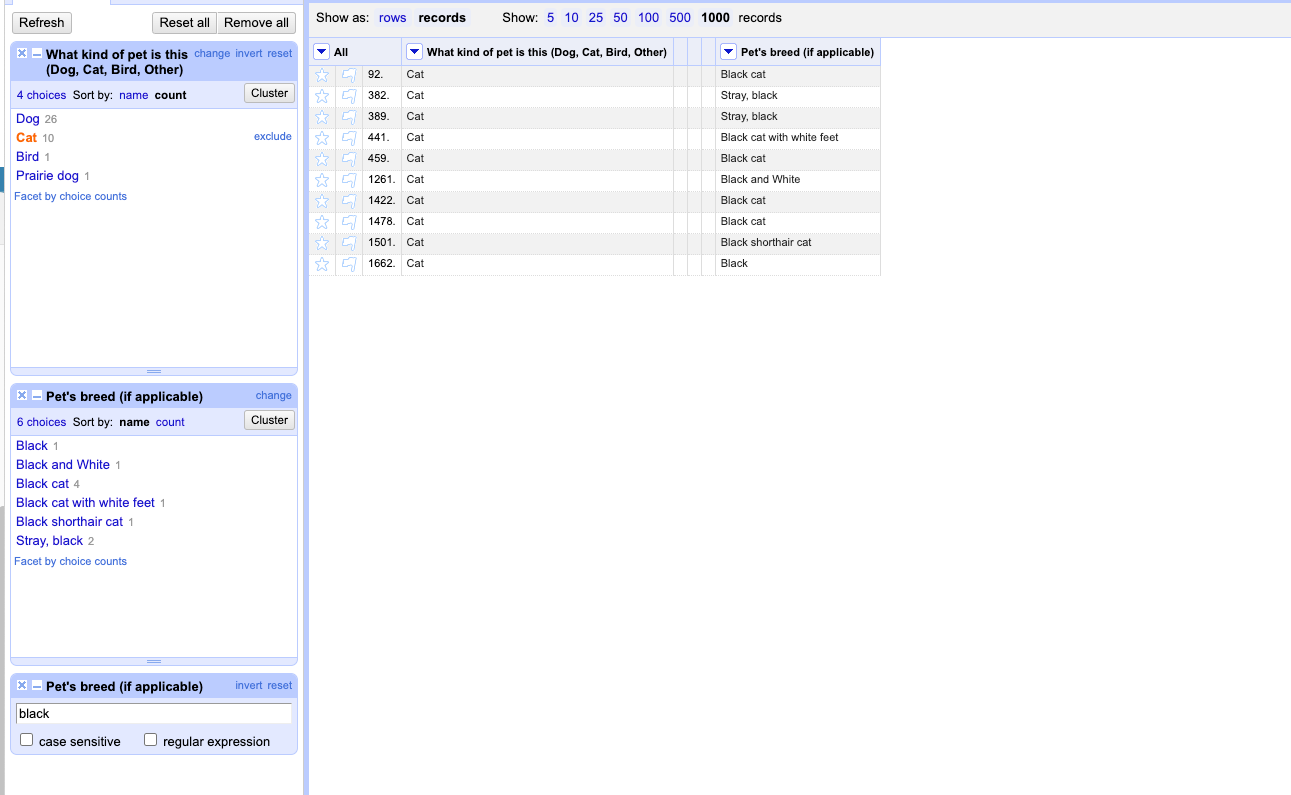 Refresh Reset all Remove all
What kind of pet is this (Dog, Cat, Bird, Other) change invert reset
4 choices Sort by: name count Cluster
Dog 26
Cat 10 exclude
Bird 1
Prairie dog 1
Facet by choice counts
Pet's breed (if applicable) change
6 choices Sort by: name count Cluster
Black 1
Black and White 1
Black cat 4
Black cat with white feet 1
Black shorthair cat 1
Stray, black 2
Facet by choice counts
Pet's breed (if applicable) invert reset
black
case sensitive regular expression
Show as: rows records Show: 5 10 25 50 100 500 1000 records
All What kind of pet is this (Dog, Cat, Bird, Other) Pet's breed (if applicable)
92. Cat Black cat
382. Cat Stray, black
389. Cat Stray, black
441. Cat Black cat with white feet
459. Cat Black cat
1261. Cat Black and White
1422. Cat Black cat
1478. Cat Black cat
1501. Cat Black shorthair cat
1662. Cat Black